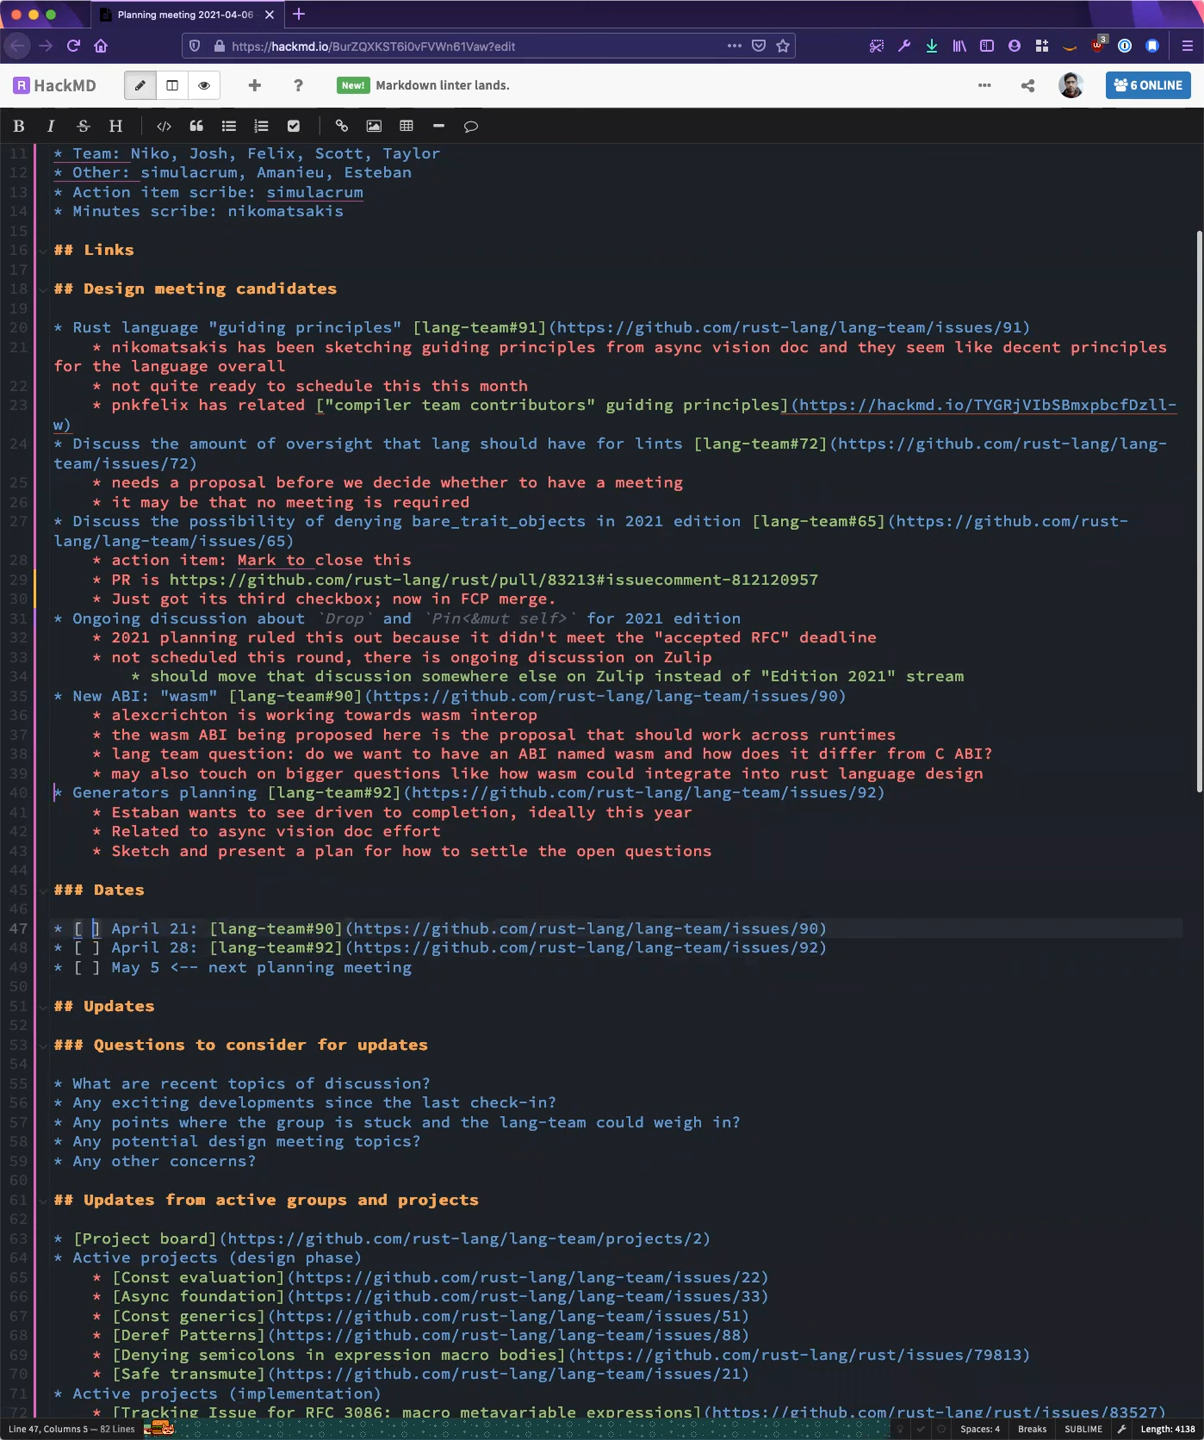 Planning meeting 2021-04-06
https://hackmd.io/BurZQXKST6i0vFVWn61Vaw?edit
3
HackMD
New! Markdown linter lands.
6 ONLINE
B I S H
11 * Team: Niko, Josh, Felix, Scott, Taylor
12 * Other: simulacrum, Amanieu, Esteban
13 * Action item scribe: simulacrum
14 * Minutes scribe: nikomatsakis
15
16 ## Links
17
18 ## Design meeting candidates
19
20 * Rust language "guiding principles" [lang-team#91](https://github.com/rust-lang/lang-team/issues/91)
21 * nikomatsakis has been sketching guiding principles from async vision doc and they seem like decent principles
for the language overall
22 * not quite ready to schedule this this month
23 * pnkfelix has related ["compiler team contributors" guiding principles](https://hackmd.io/TYGRjVIbSBmxpbcfDzll-
w)
24 * Discuss the amount of oversight that lang should have for lints [lang-team#72](https://github.com/rust-lang/lang-
team/issues/72)
25 * needs a proposal before we decide whether to have a meeting
26 * it may be that no meeting is required
27 * Discuss the possibility of denying bare_trait_objects in 2021 edition [lang-team#65](https://github.com/rust-
lang/lang-team/issues/65)
28 * action item: Mark to close this
29 * PR is https://github.com/rust-lang/rust/pull/83213#issuecomment-812120957
30 * Just got its third checkbox; now in FCP merge.
31 * Ongoing discussion about `Drop` and `Pin<&mut self>` for 2021 edition
32 * 2021 planning ruled this out because it didn't meet the "accepted RFC" deadline
33 * not scheduled this round, there is ongoing discussion on Zulip
34 * should move that discussion somewhere else on Zulip instead of "Edition 2021" stream
35 * New ABI: "wasm" [lang-team#90](https://github.com/rust-lang/lang-team/issues/90)
36 * alexcrichton is working towards wasm interop
37 * the wasm ABI being proposed here is the proposal that should work across runtimes
38 * lang team question: do we want to have an ABI named wasm and how does it differ from C ABI?
39 * may also touch on bigger questions like how wasm could integrate into rust language design
40 * Generators planning [lang-team#92](https://github.com/rust-lang/lang-team/issues/92)
41 * Estaban wants to see driven to completion, ideally this year
42 * Related to async vision doc effort
43 * Sketch and present a plan for how to settle the open questions
44
45 ### Dates
46
47 * [ ] April 21: [lang-team#90](https://github.com/rust-lang/lang-team/issues/90)
48 * [ ] April 28: [lang-team#92](https://github.com/rust-lang/lang-team/issues/92)
49 * [ ] May 5 <-- next planning meeting
50
51 ## Updates
52
53 ### Questions to consider for updates
54
55 * What are recent topics of discussion?
56 * Any exciting developments since the last check-in?
57 * Any points where the group is stuck and the lang-team could weigh in?
58 * Any potential design meeting topics?
59 * Any other concerns?
60
61 ## Updates from active groups and projects
62
63 * [Project board](https://github.com/rust-lang/lang-team/projects/2)
64 * Active projects (design phase)
65 * [Const evaluation](https://github.com/rust-lang/lang-team/issues/22)
66 * [Async foundation](https://github.com/rust-lang/lang-team/issues/33)
67 * [Const generics](https://github.com/rust-lang/lang-team/issues/51)
68 * [Deref Patterns](https://github.com/rust-lang/lang-team/issues/88)
69 * [Denying semicolons in expression macro bodies](https://github.com/rust-lang/rust/issues/79813)
70 * [Safe transmute](https://github.com/rust-lang/lang-team/issues/21)
71 * Active projects (implementation)
72 * [Tracking Issue for RFC 3086: macro metavariable expressions](https://github.com/rust-lang/rust/issues/83527)
Line 47, Columns 5 — 82 Lines
Spaces: 4 Breaks SUBLIME Length: 4138